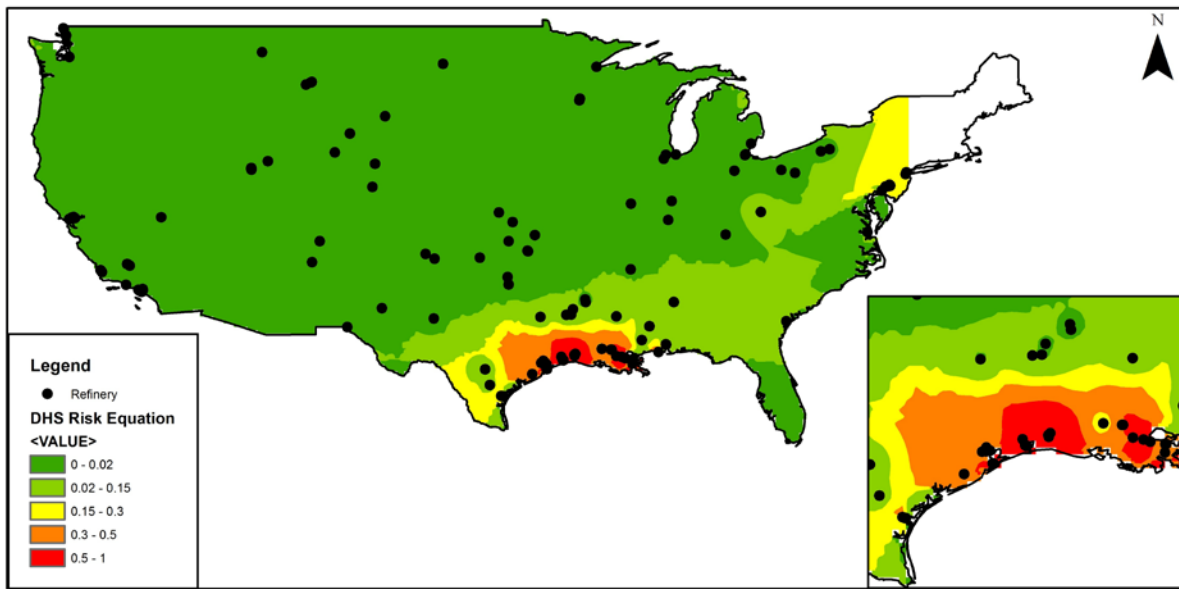 N
Legend
Refinery
DHS Risk Equation
<VALUE>
0 - 0.02
0.02 - 0.15
0.15 - 0.3
0.3 - 0.5
0.5 - 1